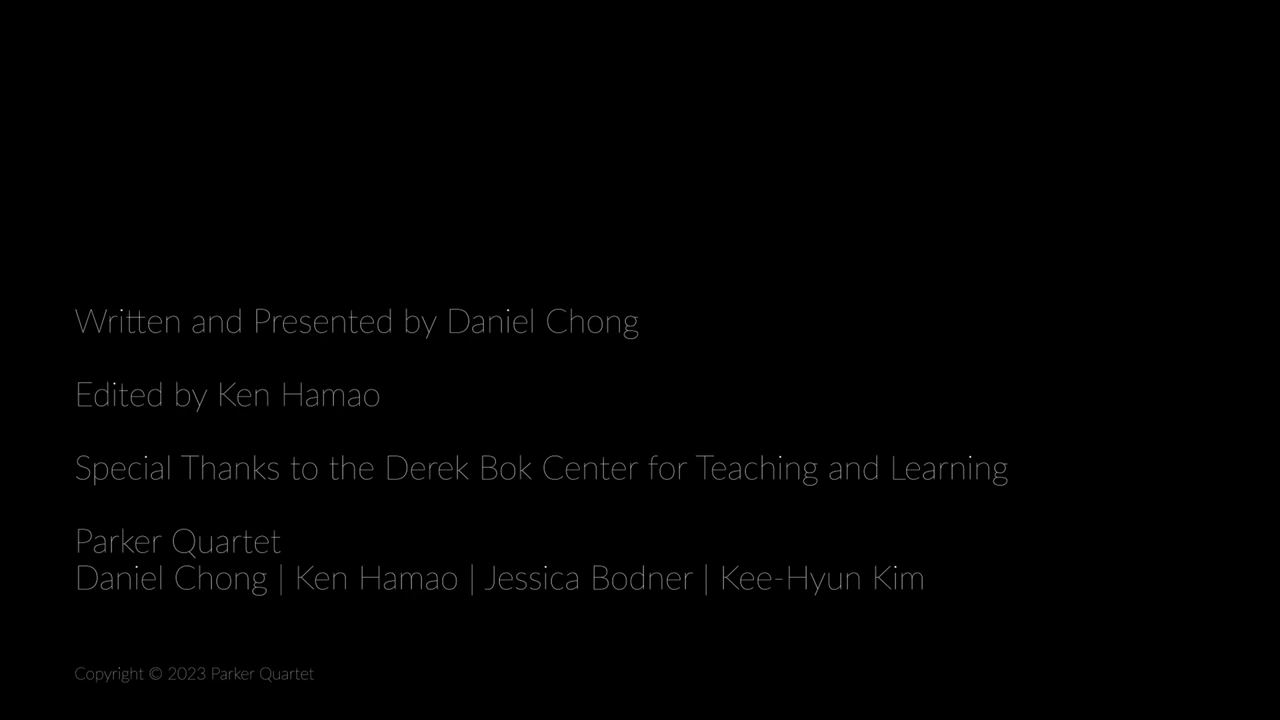 Written and Presented by Daniel Chong
Edited by Ken Hamao
Special Thanks to the Derek Bok Center for Teaching and Learning
Parker Quartet
Daniel Chong | Ken Hamao | Jessica Bodner | Kee-Hyun Kim
Copyright © 2023 Parker Quartet